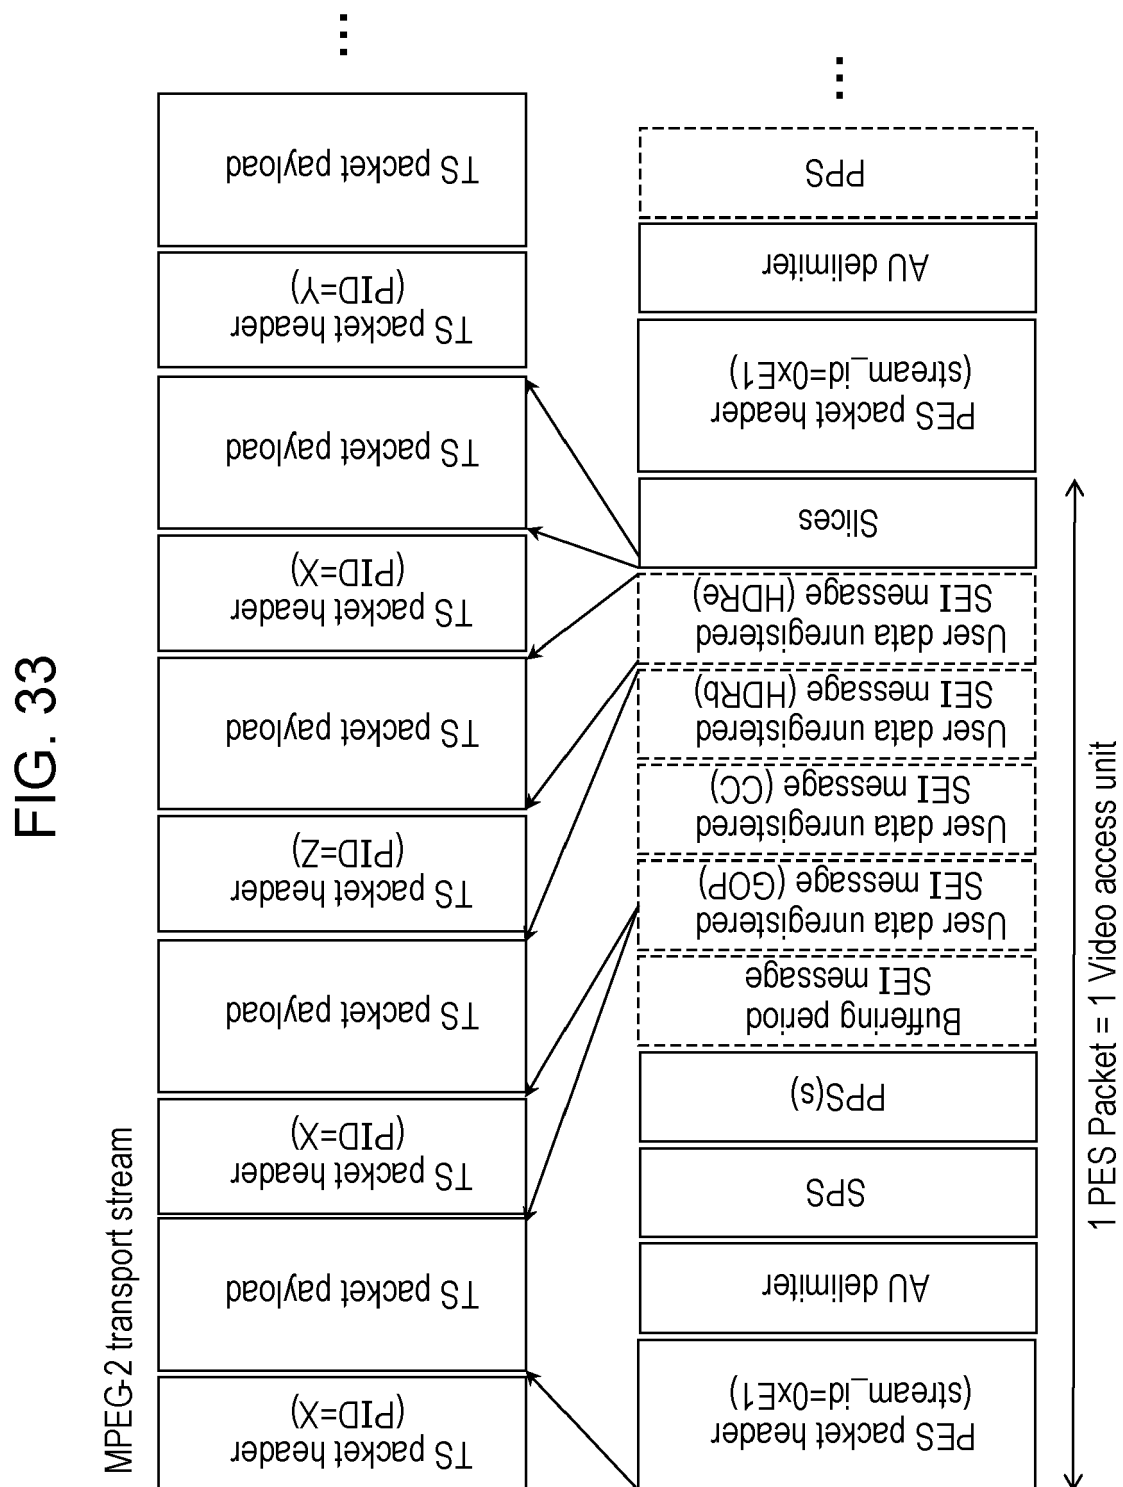 FIG. 33
MPEG-2 transport stream
TS packet header
(PID=X)
TS packet payload
TS packet header
(PID=X)
TS packet payload
TS packet header
(PID=Z)
TS packet payload
TS packet header
(PID=X)
TS packet payload
TS packet header
(PID=Y)
TS packet payload
...
PES packet header
(stream_id=0xE1)
AU delimiter
SPS
PPS(s)
Buffering period
SEI message
User data unregistered
SEI message (GOP)
User data unregistered
SEI message (CC)
User data unregistered
SEI message (HDRb)
User data unregistered
SEI message (HDRe)
Slices
PES packet header
(stream_id=0xE1)
AU delimiter
PPS
...
1 PES Packet = 1 Video access unit